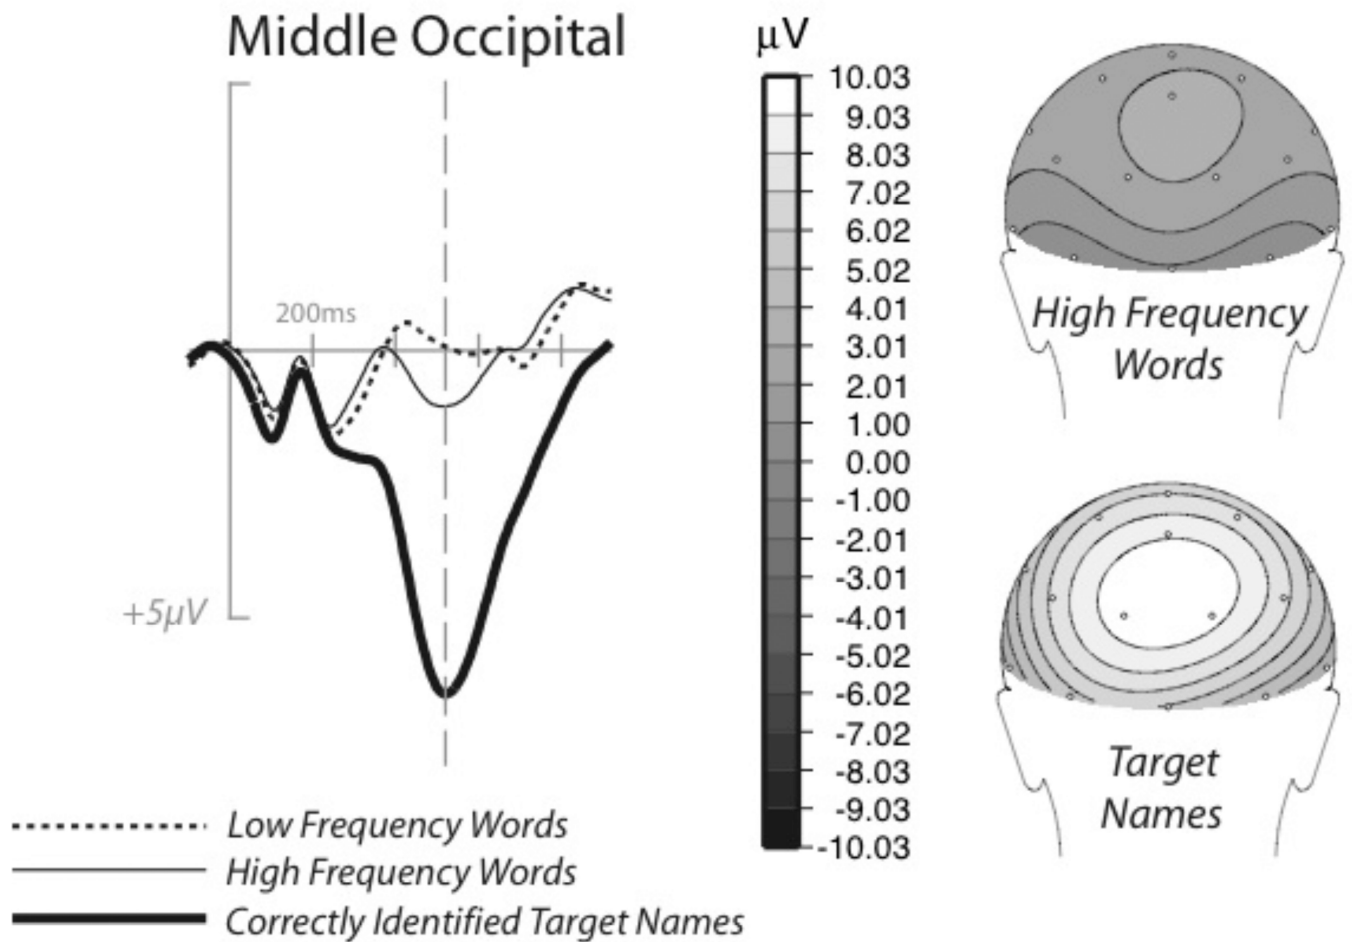 Middle Occipital
200ms
+5µV
Low Frequency Words
High Frequency Words
Correctly Identified Target Names
µV
10.03
9.03
8.03
7.02
6.02
5.02
4.01
3.01
2.01
1.00
0.00
-1.00
-2.01
-3.01
-4.01
-5.02
-6.02
-7.02
-8.03
-9.03
-10.03
High Frequency
Words
Target
Names